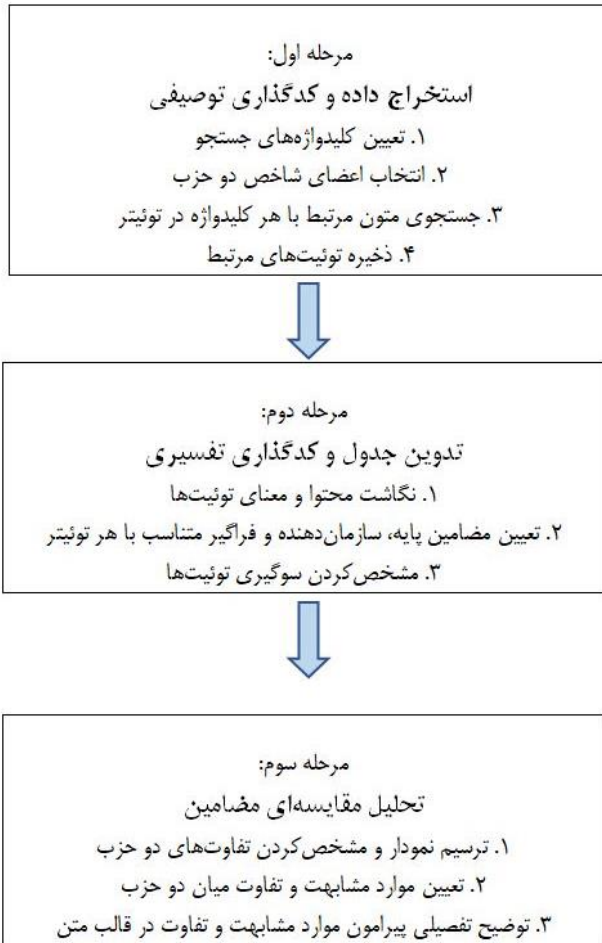 مرحله اول:
استخراج داده و کدگذاری توصیفی
۱. تعیین کلیدواژه‌های جستجو
۲. انتخاب اعضای شاخص دو حزب
۳. جستجوی متون مرتبط با هر کلیدواژه در توئیتر
۴. ذخیره توئیت‌های مرتبط
مرحله دوم:
تدوین جدول و کدگذاری تفسیری
۱. نگاشت محتوا و معنای توئیت‌ها
۲. تعیین مضامین پایه، سازمان‌دهنده و فراگیر متناسب با هر توئیتر
۳. مشخص‌کردن سوگیری توئیت‌ها
مرحله سوم:
تحلیل مقایسه‌ای مضامین
۱. ترسیم نمودار و مشخص‌کردن تفاوت‌های دو حزب
۲. تعیین موارد مشابهت و تفاوت میان دو حزب
۳. توضیح تفصیلی پیرامون موارد مشابهت و تفاوت در قالب متن